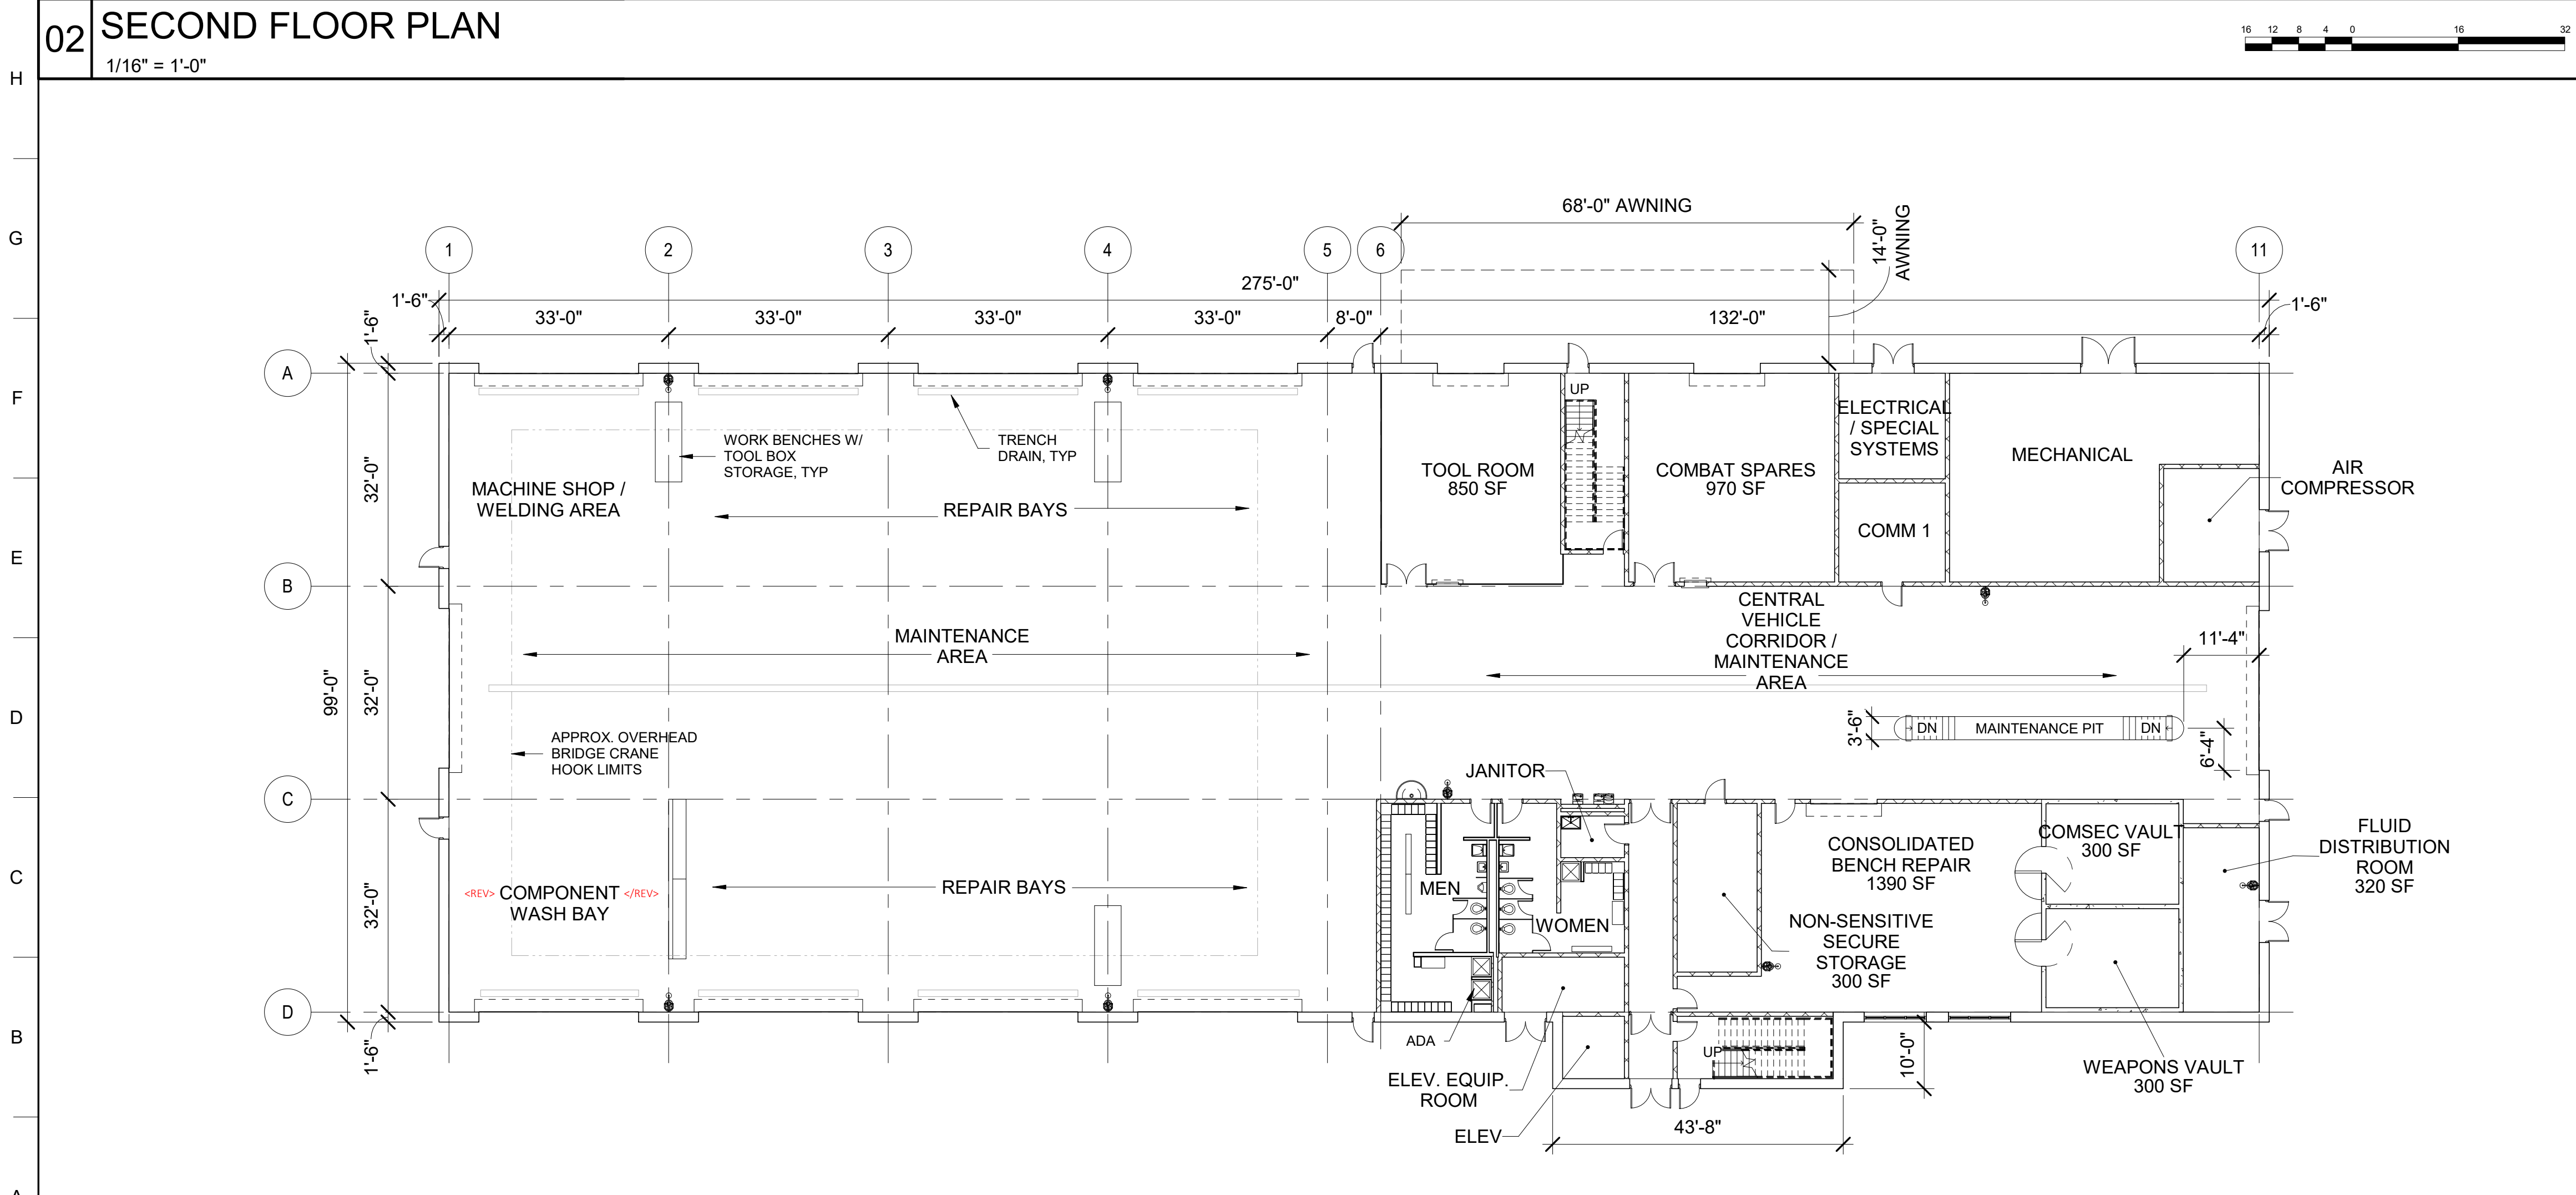 02
SECOND FLOOR PLAN
1/16" = 1'-0"
16 12 8 4 0 16 32
H
G
F
E
D
C
B
A
68'-0" AWNING
14'-0"
AWNING
1
2
3
4
5
6
11
275'-0"
1'-6"
1'-6"
33'-0"
33'-0"
33'-0"
33'-0"
8'-0"
132'-0"
1'-6"
A
B
C
D
32'-0"
32'-0"
32'-0"
99'-0"
1'-6"
WORK BENCHES W/
TOOL BOX
STORAGE, TYP
TRENCH
DRAIN, TYP
MACHINE SHOP /
WELDING AREA
REPAIR BAYS
TOOL ROOM
850 SF
UP
COMBAT SPARES
970 SF
ELECTRICAL
/ SPECIAL
SYSTEMS
COMM 1
MECHANICAL
AIR
COMPRESSOR
MAINTENANCE
AREA
CENTRAL
VEHICLE
CORRIDOR /
MAINTENANCE
AREA
11'-4"
3'-6"
DN
MAINTENANCE PIT
DN
6'-4"
APPROX. OVERHEAD
BRIDGE CRANE
HOOK LIMITS
JANITOR
<REV> COMPONENT </REV>
WASH BAY
REPAIR BAYS
MEN
WOMEN
CONSOLIDATED
BENCH REPAIR
1390 SF
NON-SENSITIVE
SECURE
STORAGE
300 SF
COMSEC VAULT
300 SF
FLUID
DISTRIBUTION
ROOM
320 SF
ADA
ELEV. EQUIP.
ROOM
ELEV
UP
10'-0"
43'-8"
WEAPONS VAULT
300 SF